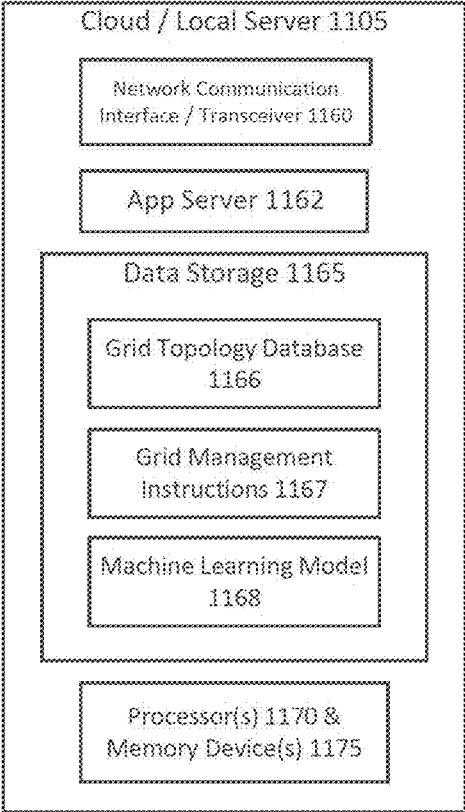 Cloud / Local Server 1105
Network Communication
Interface / Transceiver 1160
App Server 1162
Data Storage 1165
Grid Topology Database
1166
Grid Management
Instructions 1167
Machine Learning Model
1168
Processor(s) 1170 &
Memory Device(s) 1175